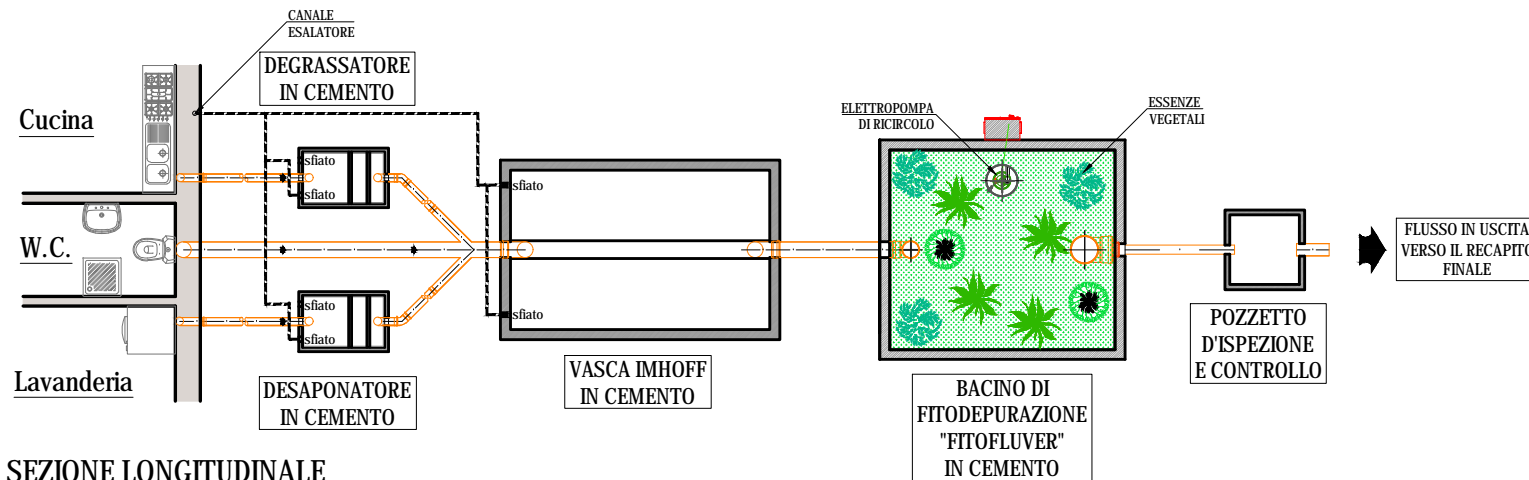 CANALE
ESALATORE
DEGRASSATORE
IN CEMENTO
Cucina
sfiato
sfiato
W.C.
sfiato
sfiato
Lavanderia
DESAPONATORE
IN CEMENTO
sfiato
sfiato
VASCA IMHOFF
IN CEMENTO
ELETTROPOMPA
DI RICIRCOLO
ESSENZE
VEGETALI
BACINO DI
FITODEPURAZIONE
"FITOFLUVER"
IN CEMENTO
POZZETTO
D'ISPEZIONE
E CONTROLLO
FLUSSO IN USCITA
VERSO IL RECAPITO
FINALE
SEZIONE LONGITUDINALE